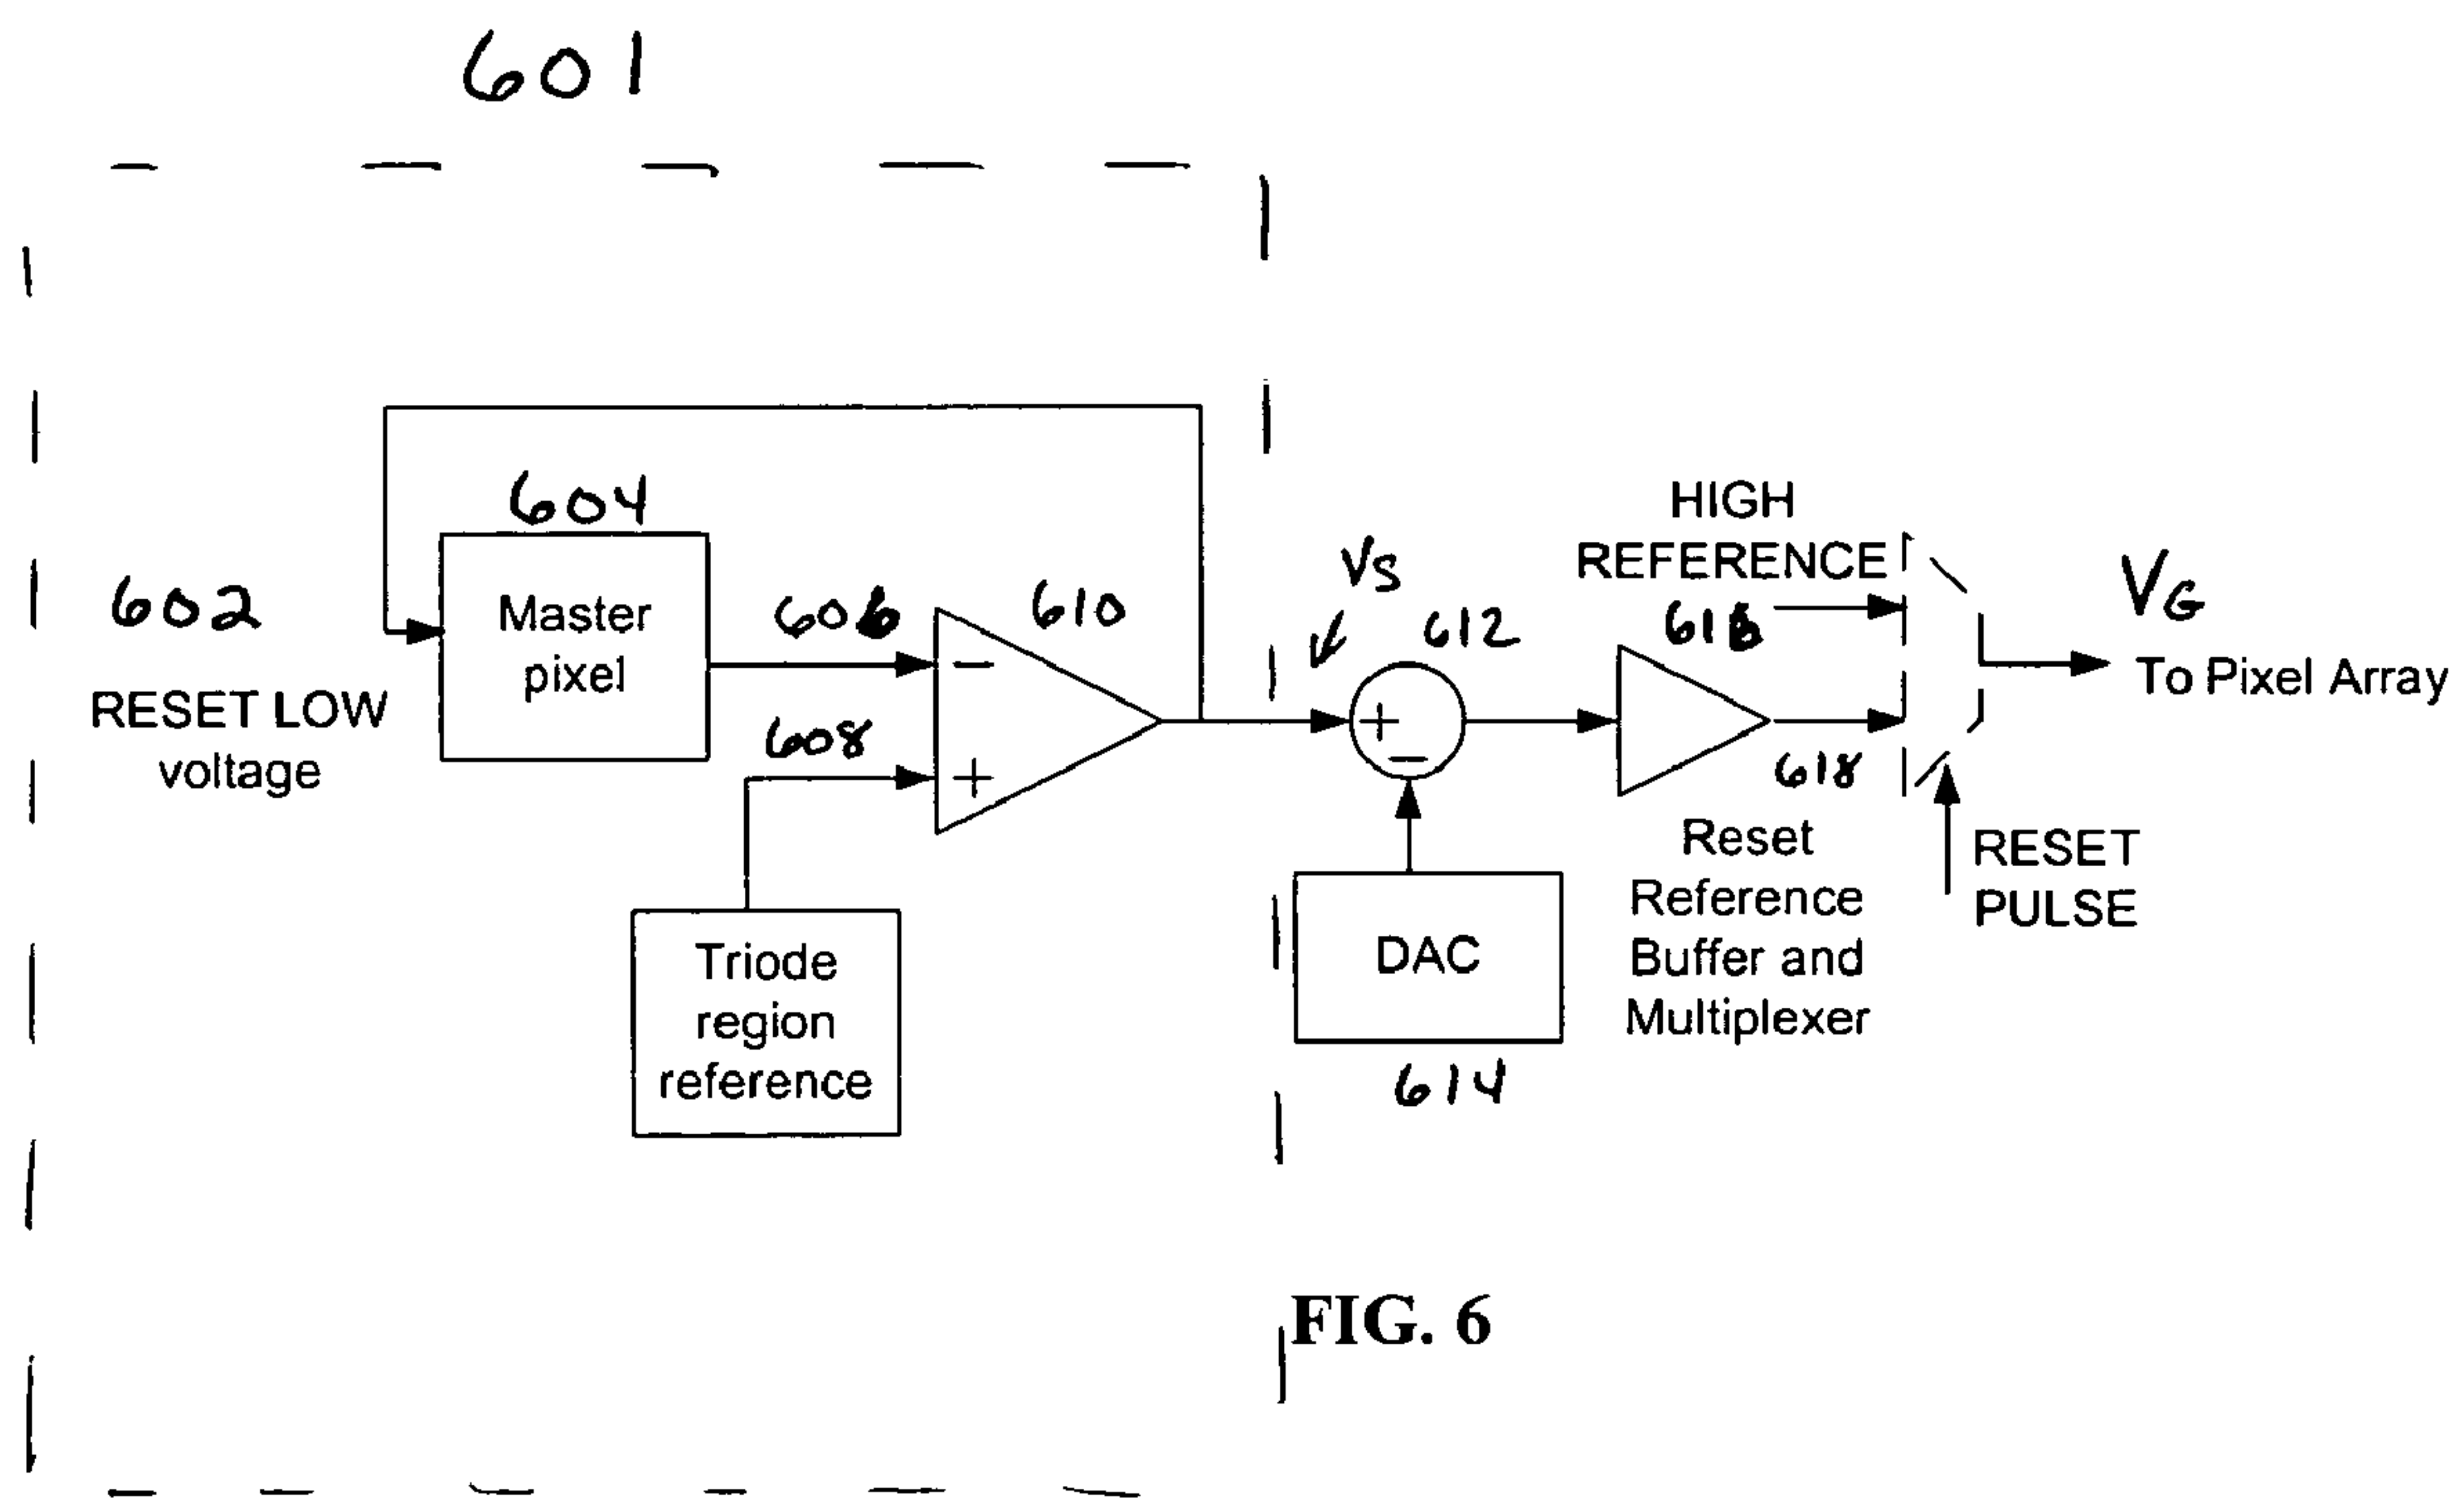 601
604
602
RESET LOW
voltage
Master
pixel
606
610
608
Triode
region
reference
Vs
612
DAC
614
HIGH
REFERENCE
618
Reset
Reference
Buffer and
Multiplexer
RESET
PULSE
VG
To Pixel Array
FIG. 6